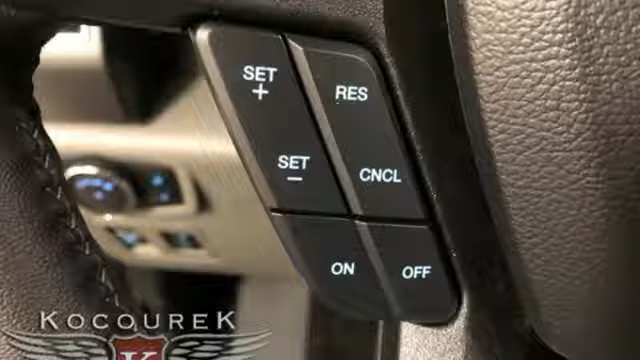 SET
+
RES
SET
−
CNCL
ON
OFF
KOCOUREK
K